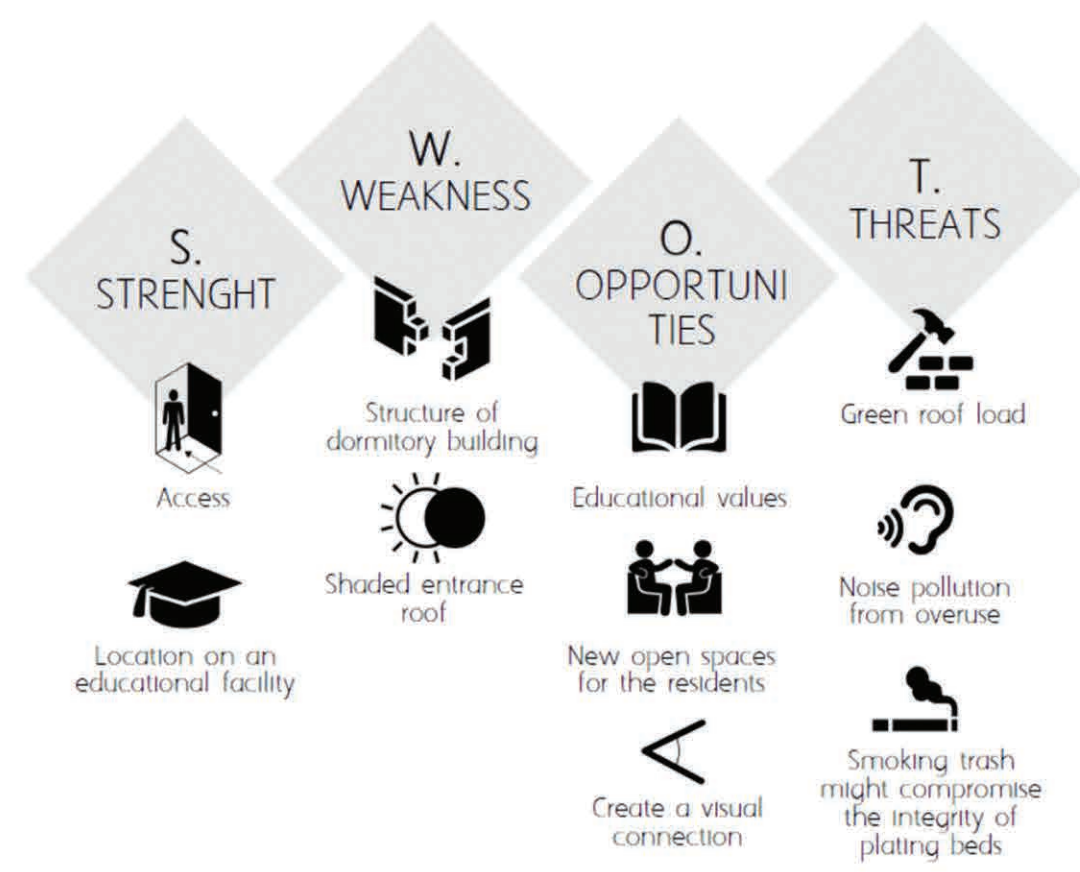 S.
STRENGHT
Access
Location on an
educational facility
W.
WEAKNESS
Structure of
dormitory building
Shaded entrance
roof
O.
OPPORTUNI
TIES
Educational values
New open spaces
for the residents
Create a visual
connection
T.
THREATS
Green roof load
Noise pollution
from overuse
Smoking trash
might compromise
the integrity of
plating beds